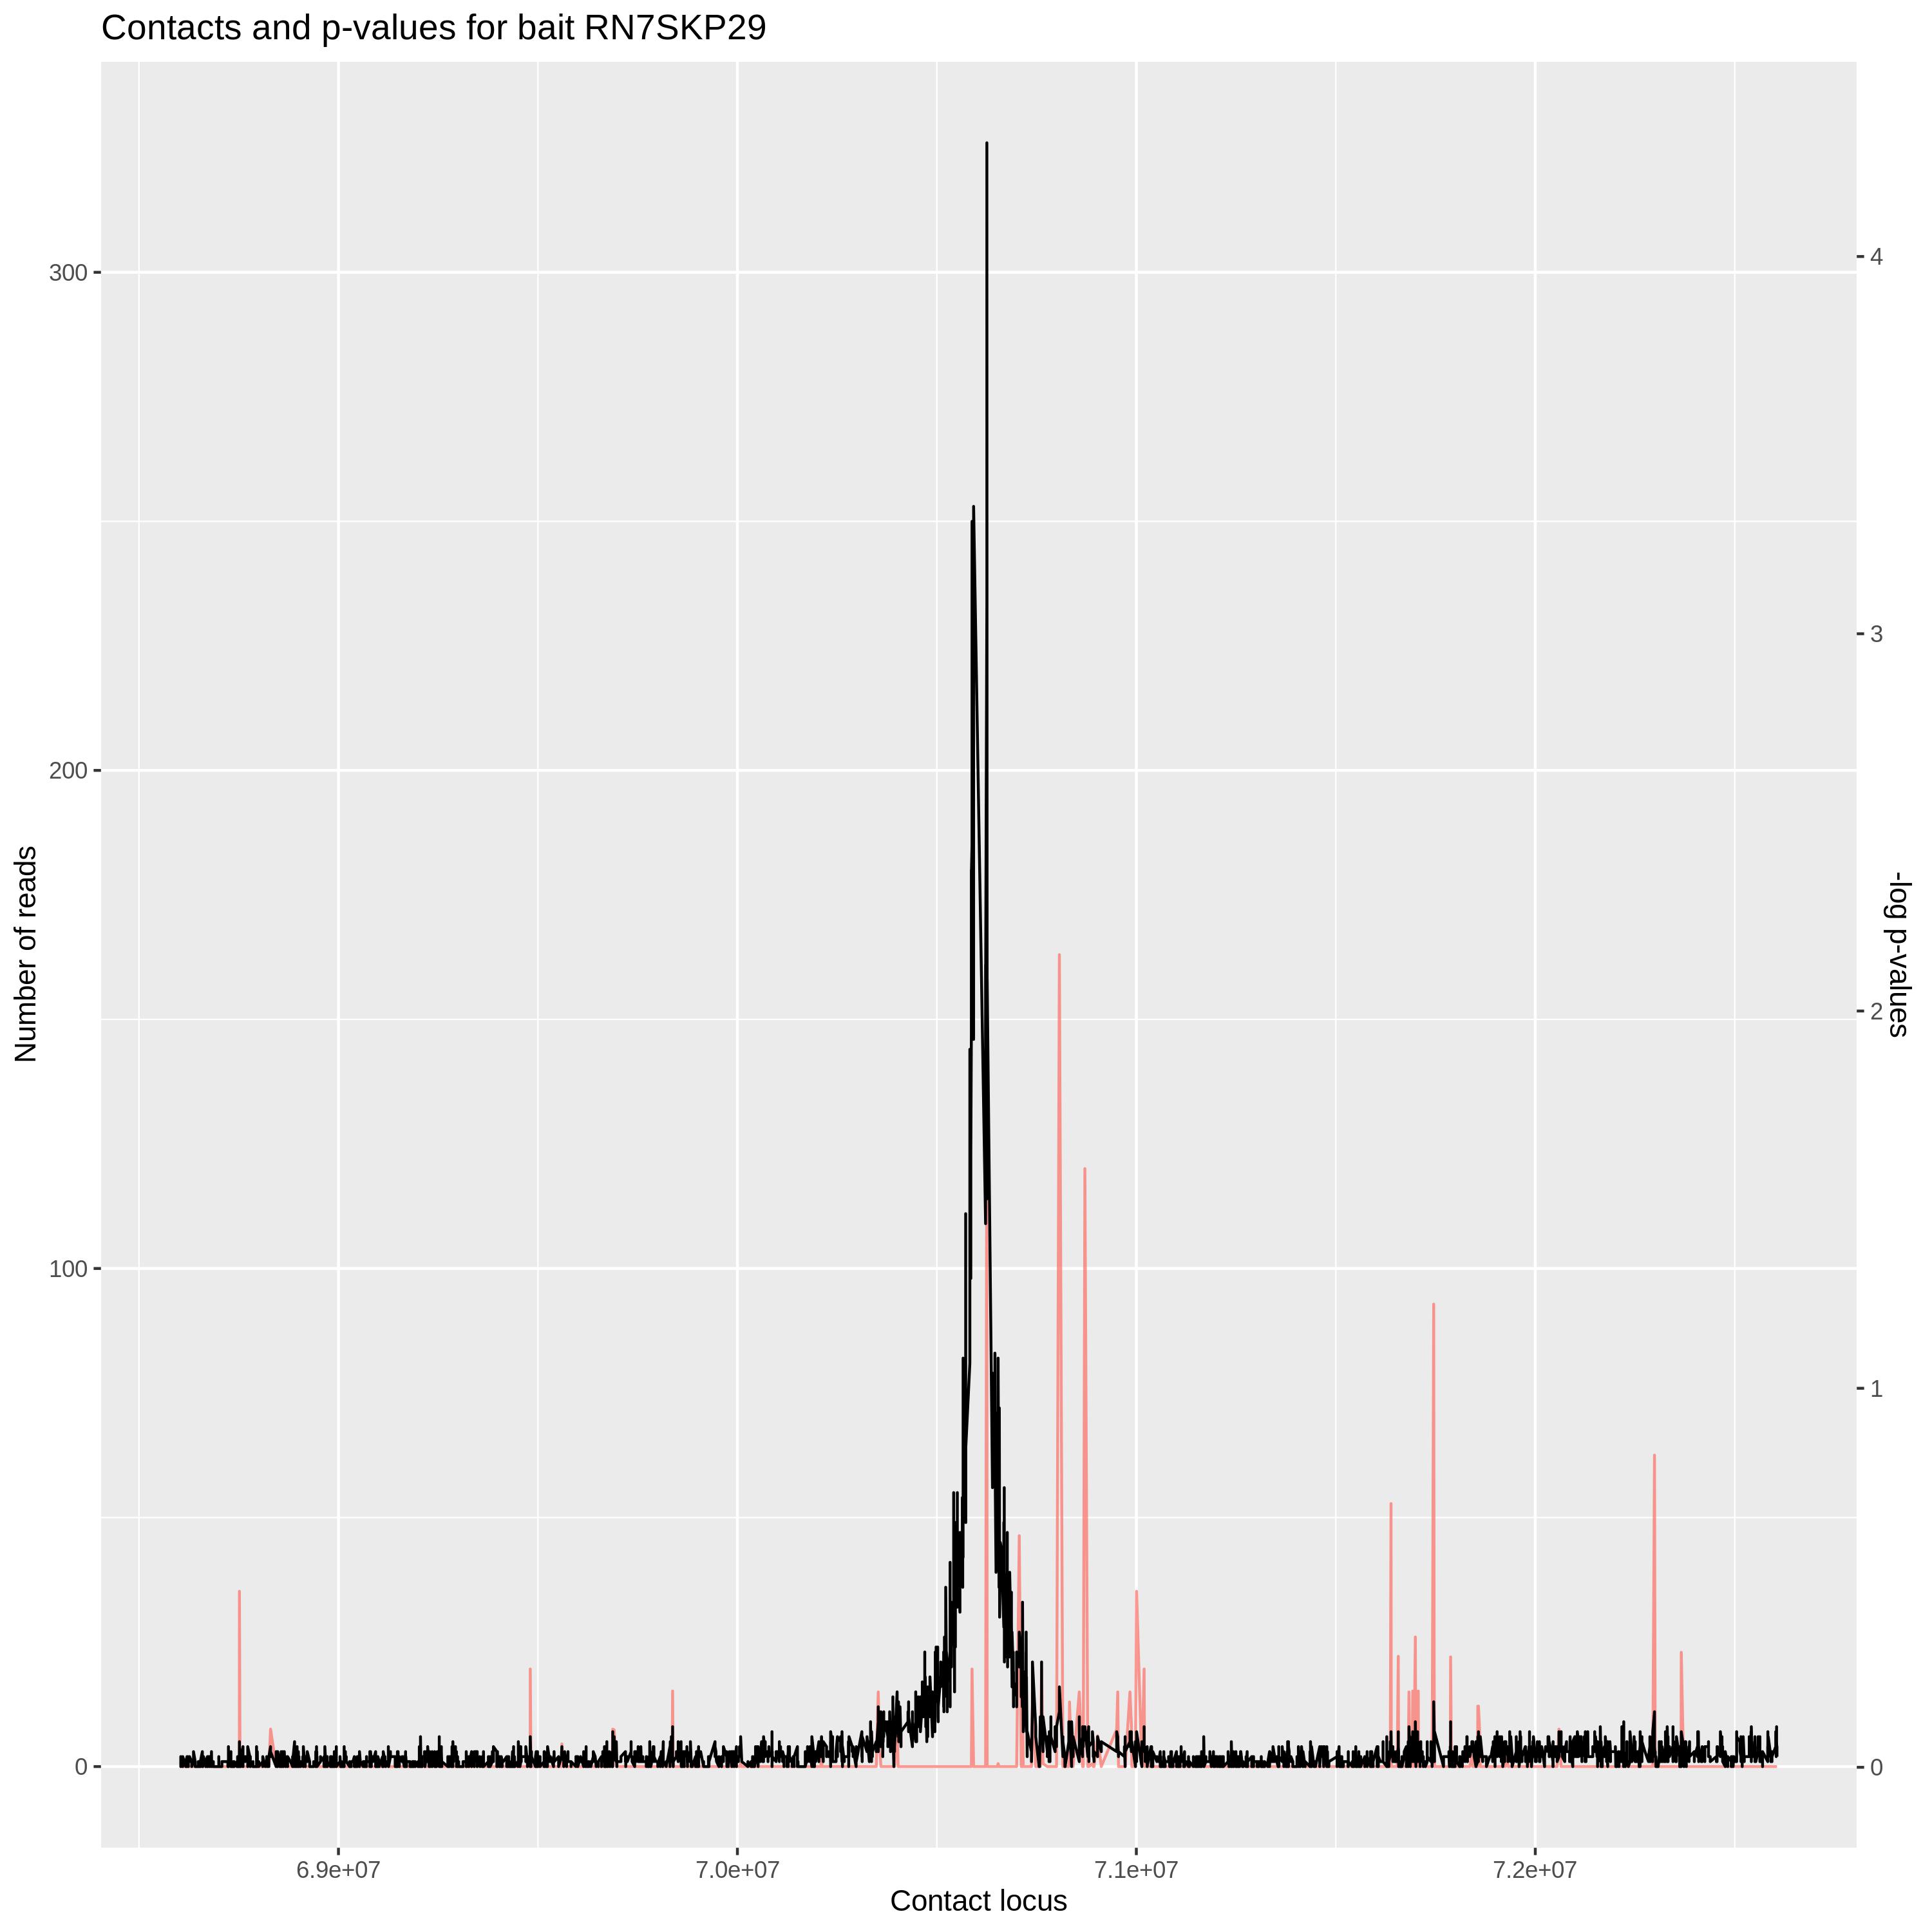 Contacts and p-values for bait RN7SKP29
300
200
100
0
Number of reads
4
3
2
1
0
-log p-values
6.9e+07 7.0e+07 7.1e+07 7.2e+07
Contact locus